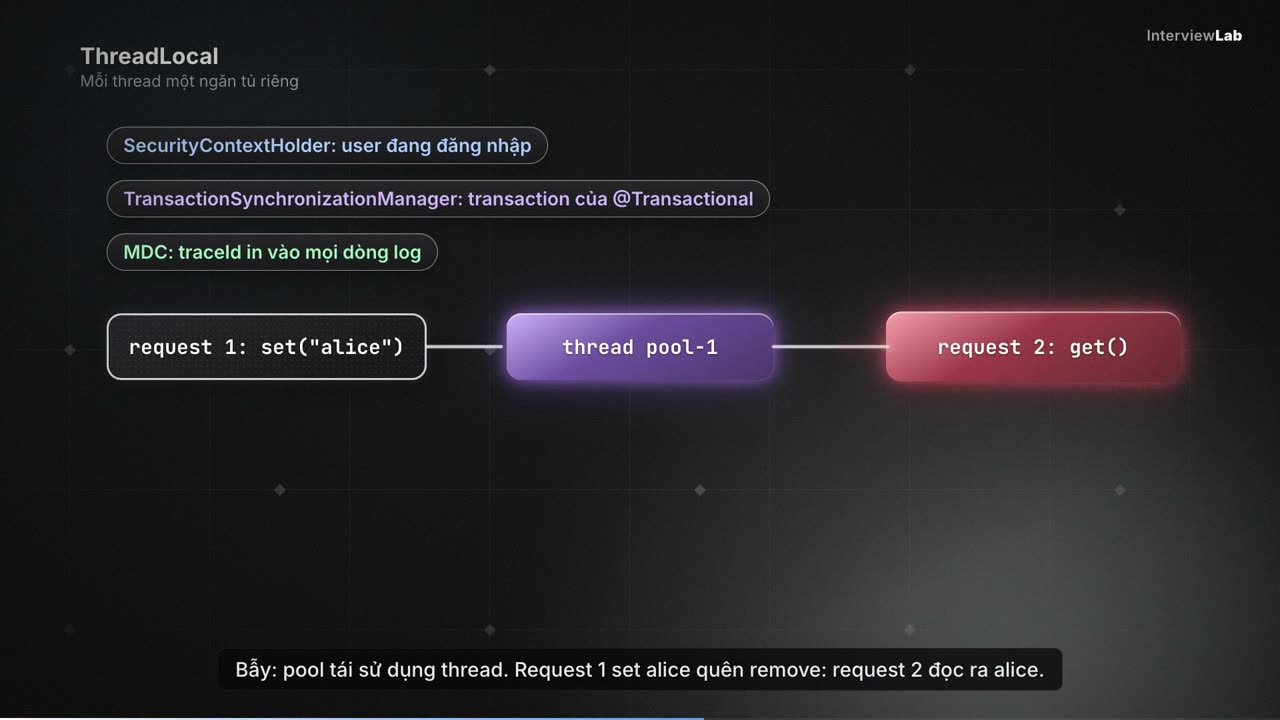 InterviewLab
ThreadLocal
Mỗi thread một ngăn tủ riêng
SecurityContextHolder: user đang đăng nhập
TransactionSynchronizationManager: transaction của @Transactional
MDC: traceId in vào mọi dòng log
request 1: set("alice")
thread pool-1
request 2: get()
Bẫy: pool tái sử dụng thread. Request 1 set alice quên remove: request 2 đọc ra alice.